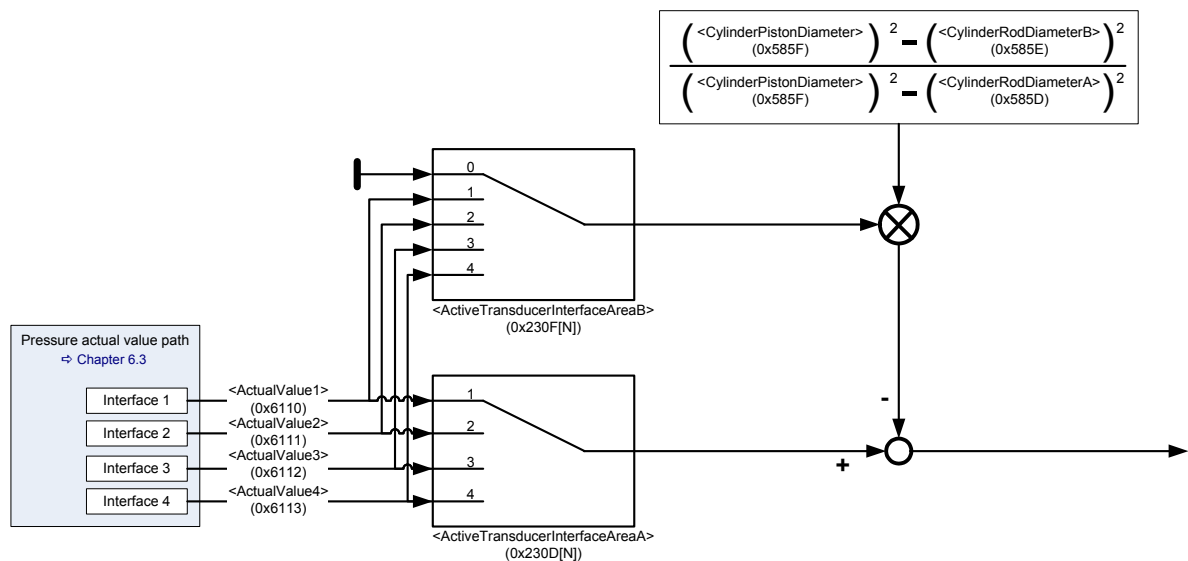 ( <CylinderPistonDiameter> (0x585F) ) 2 – ( <CylinderRodDiameterB> (0x585E) ) 2
( <CylinderPistonDiameter> (0x585F) ) 2 – ( <CylinderRodDiameterA> (0x585D) ) 2
0
1
2
3
4
<ActiveTransducerInterfaceAreaB>
(0x230F[N])
Pressure actual value path
⇨ Chapter 6.3
Interface 1
Interface 2
Interface 3
Interface 4
<ActualValue1>
(0x6110)
<ActualValue2>
(0x6111)
<ActualValue3>
(0x6112)
<ActualValue4>
(0x6113)
1
2
3
4
<ActiveTransducerInterfaceAreaA>
(0x230D[N])
-
+